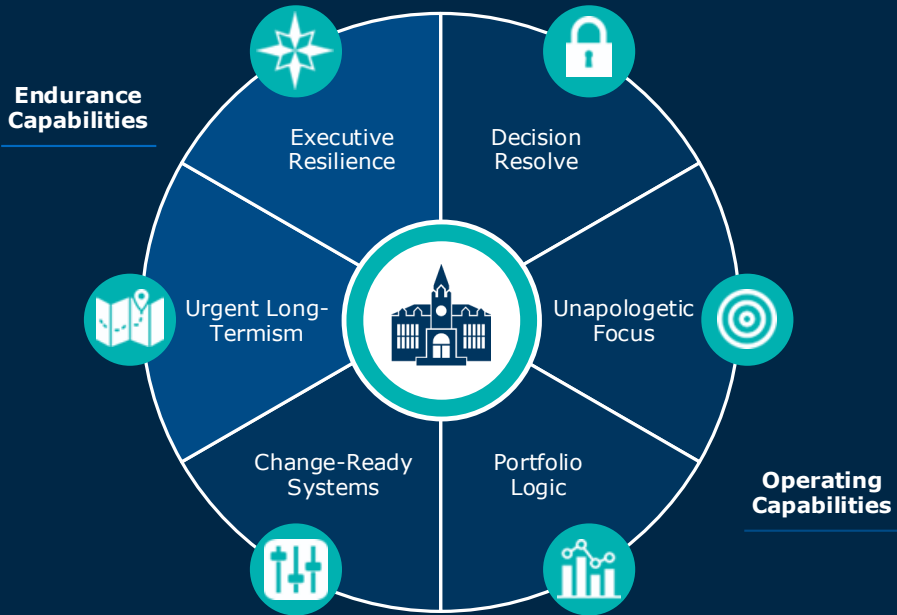 Endurance
Capabilities
Executive
Resilience
Decision
Resolve
Urgent Long-
Termism
Unapologetic
Focus
Change-Ready
Systems
Portfolio
Logic
Operating
Capabilities